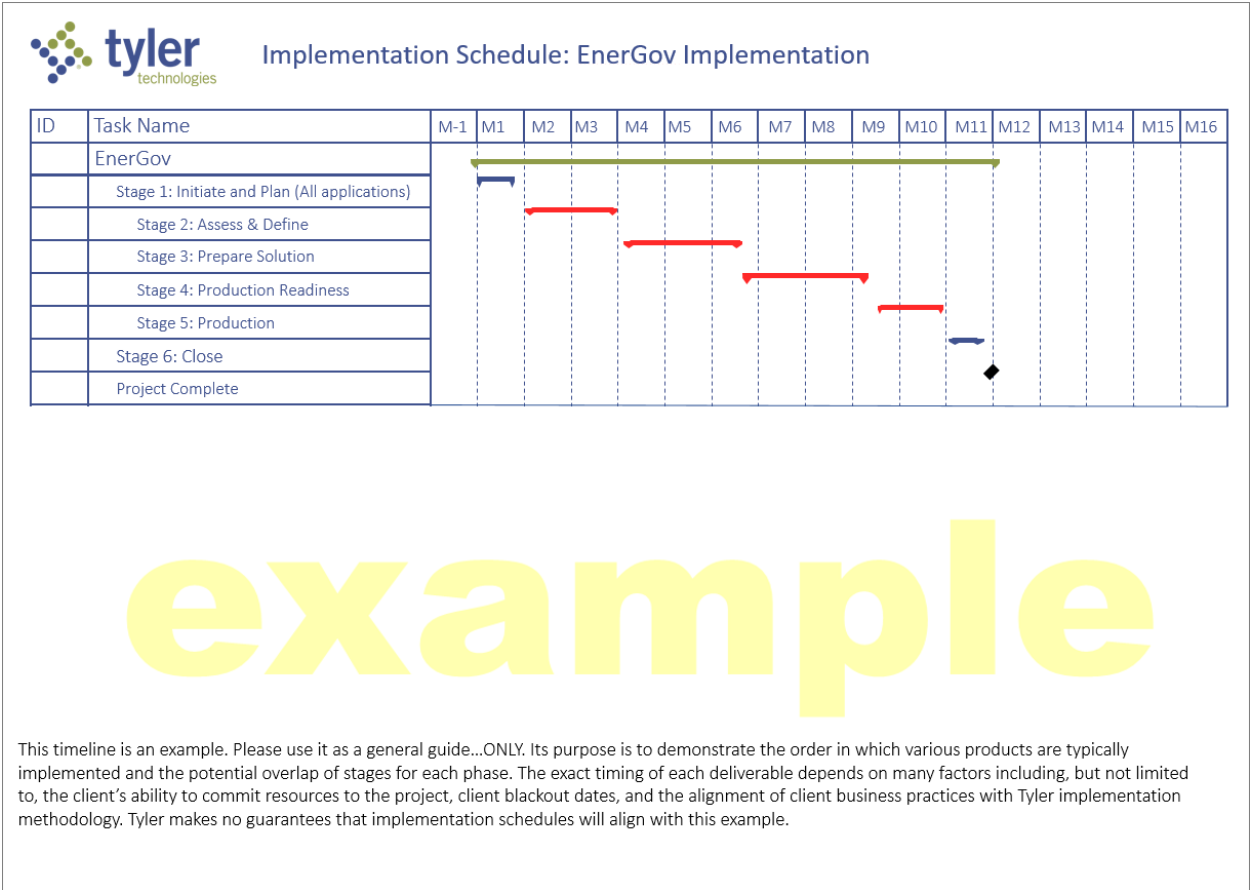 tyler
technologies
Implementation Schedule: EnerGov Implementation
ID Task Name M-1 M1 M2 M3 M4 M5 M6 M7 M8 M9 M10 M11 M12 M13 M14 M15 M16
EnerGov
Stage 1: Initiate and Plan (All applications)
Stage 2: Assess & Define
Stage 3: Prepare Solution
Stage 4: Production Readiness
Stage 5: Production
Stage 6: Close
Project Complete
example
This timeline is an example. Please use it as a general guide...ONLY. Its purpose is to demonstrate the order in which various products are typically
implemented and the potential overlap of stages for each phase. The exact timing of each deliverable depends on many factors including, but not limited
to, the client’s ability to commit resources to the project, client blackout dates, and the alignment of client business practices with Tyler implementation
methodology. Tyler makes no guarantees that implementation schedules will align with this example.